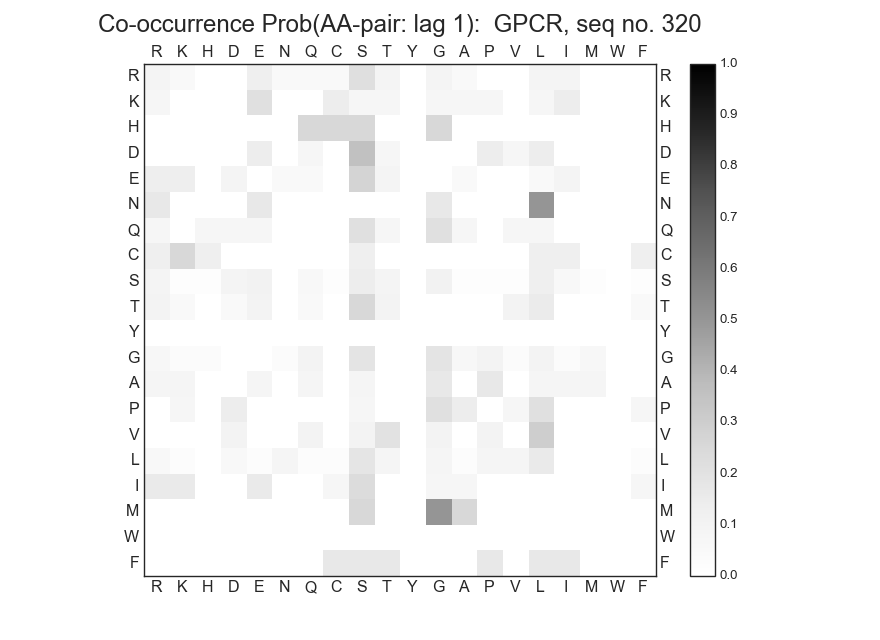 Co-occurrence Prob(AA-pair: lag 1):  GPCR, seq no. 320
R K H D E N Q C S T Y G A P V L I M W F
1.0
R R
0.9
K K
H H
0.8
D D
E E
0.7
N N
Q Q
0.6
C C
S S
T T
0.5
Y Y
G G
0.4
A A
P P
0.3
V V
L L
0.2
I I
M M
0.1
W W
F F
0.0
R K H D E N Q C S T Y G A P V L I M W F